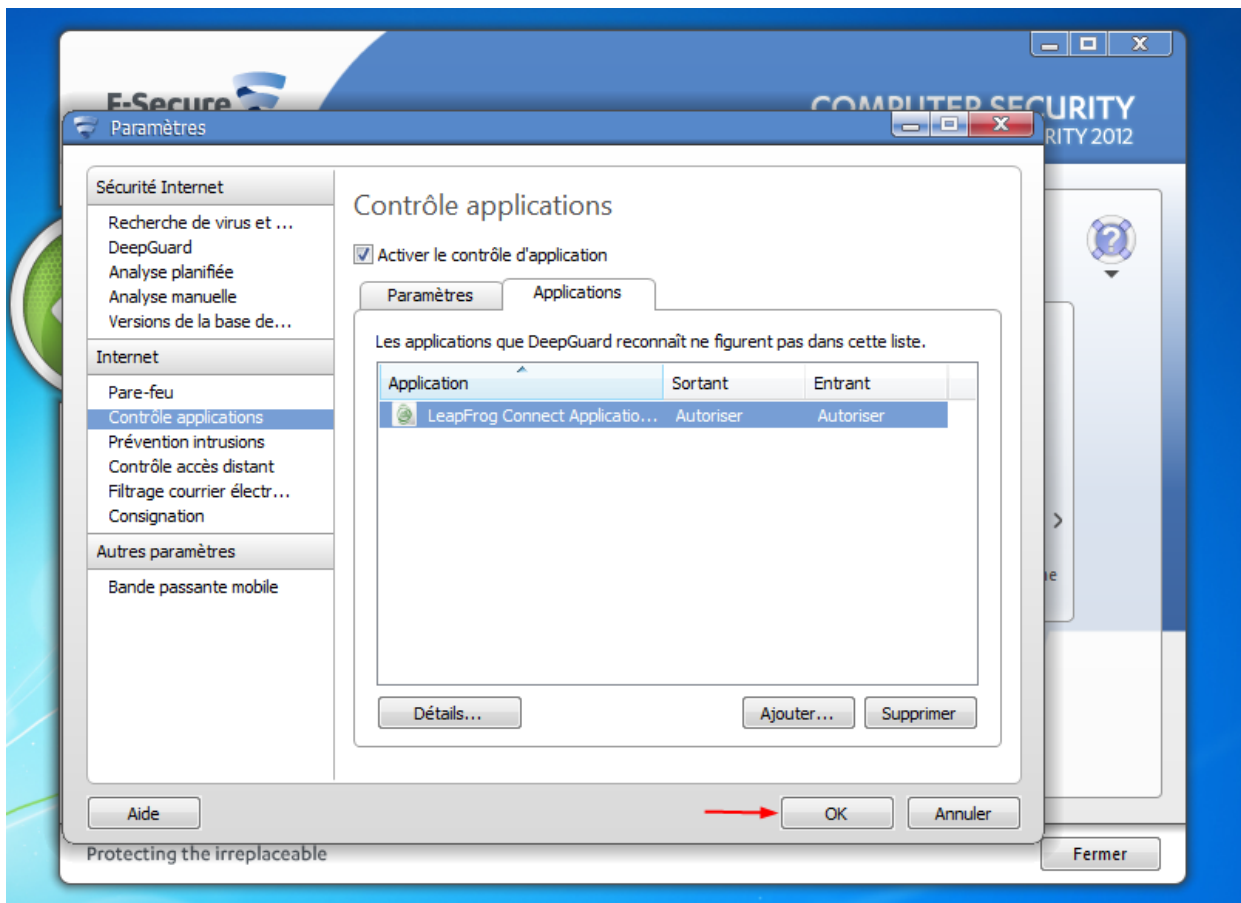 F-Secure
COMPUTER SECURITY
RITY 2012
Paramètres
Sécurité Internet
Recherche de virus et ...
DeepGuard
Analyse planifiée
Analyse manuelle
Versions de la base de...
Internet
Pare-feu
Contrôle applications
Prévention intrusions
Contrôle accès distant
Filtrage courrier électr...
Consignation
Autres paramètres
Bande passante mobile
Contrôle applications
Activer le contrôle d'application
Paramètres
Applications
Les applications que DeepGuard reconnaît ne figurent pas dans cette liste.
Application Sortant Entrant
LeapFrog Connect Applicatio... Autoriser Autoriser
Détails... Ajouter... Supprimer
Aide OK Annuler
Protecting the irreplaceable
Fermer